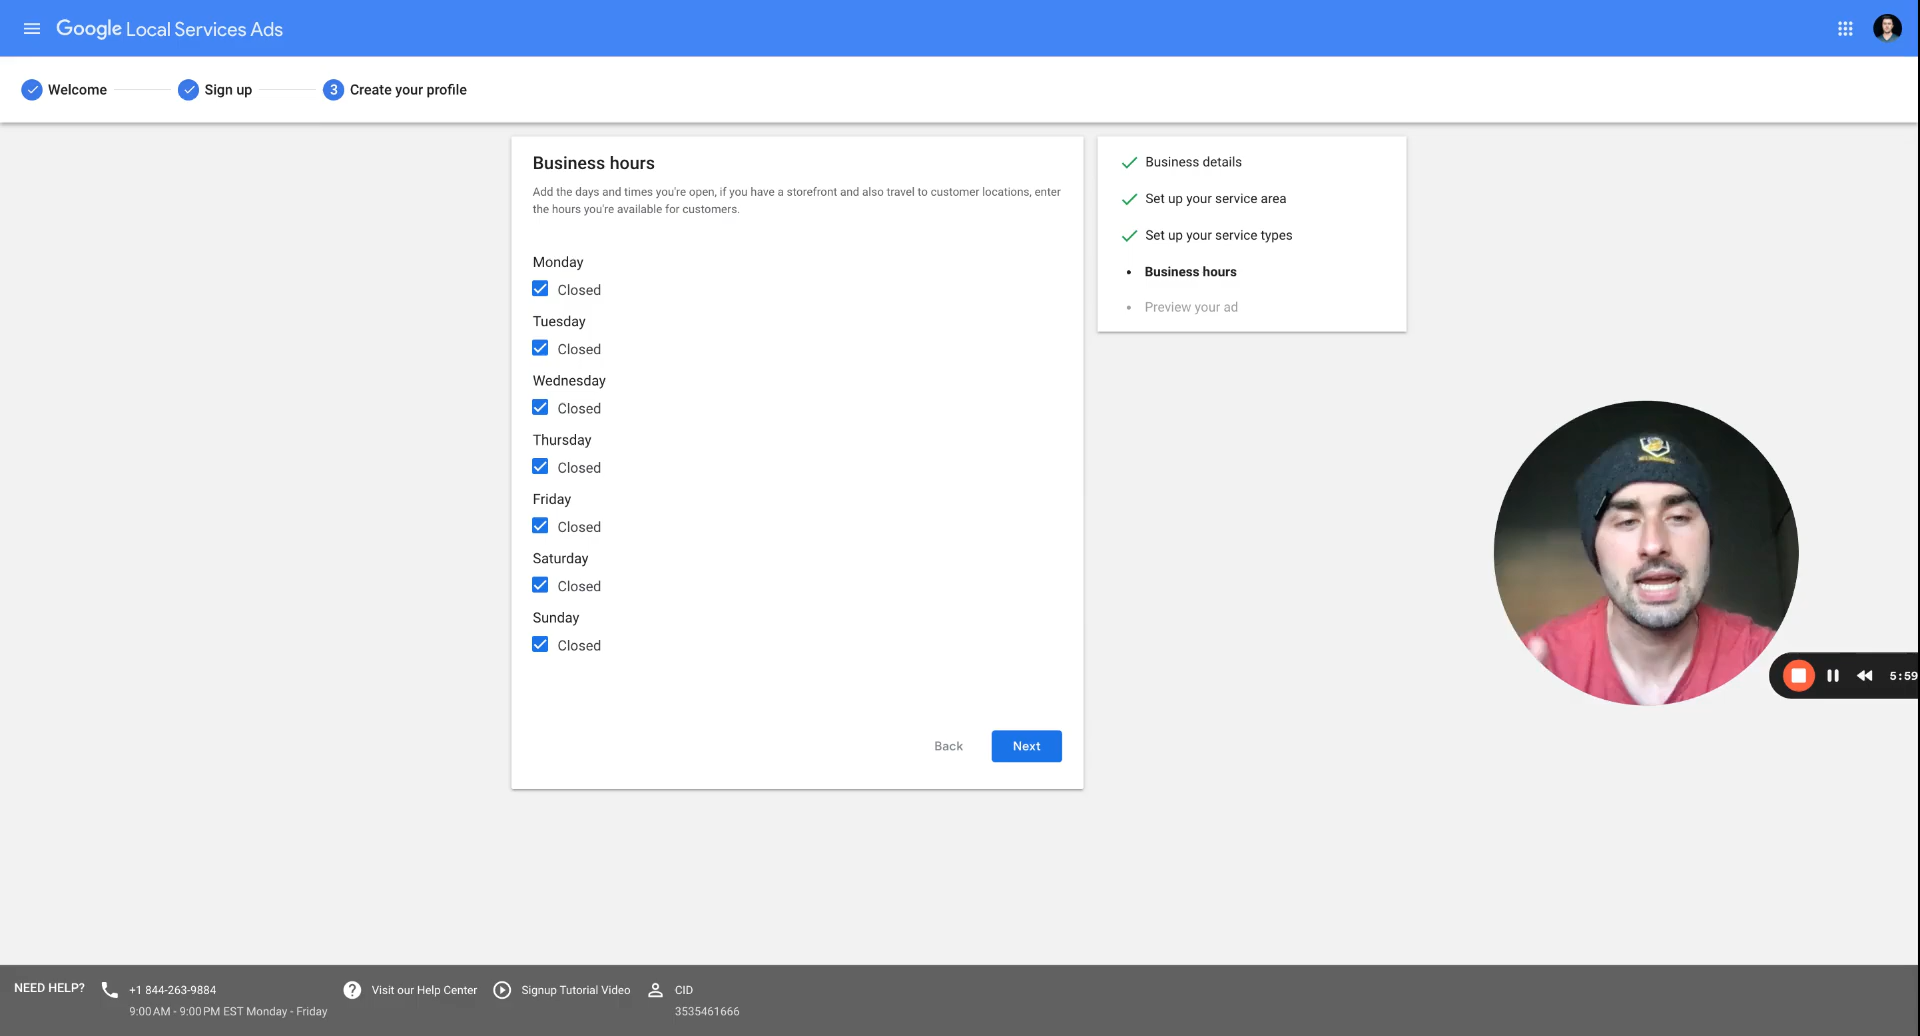 Google Local Services Ads
Welcome
Sign up
3 Create your profile
Business hours
Add the days and times you're open, if you have a storefront and also travel to customer locations, enter
the hours you're available for customers.
Monday
Closed
Tuesday
Closed
Wednesday
Closed
Thursday
Closed
Friday
Closed
Saturday
Closed
Sunday
Closed
Back
Next
Business details
Set up your service area
Set up your service types
Business hours
Preview your ad
5:59
NEED HELP?
+1 844-263-9884
9:00 AM - 9:00 PM EST Monday - Friday
Visit our Help Center
Signup Tutorial Video
CID
3535461666